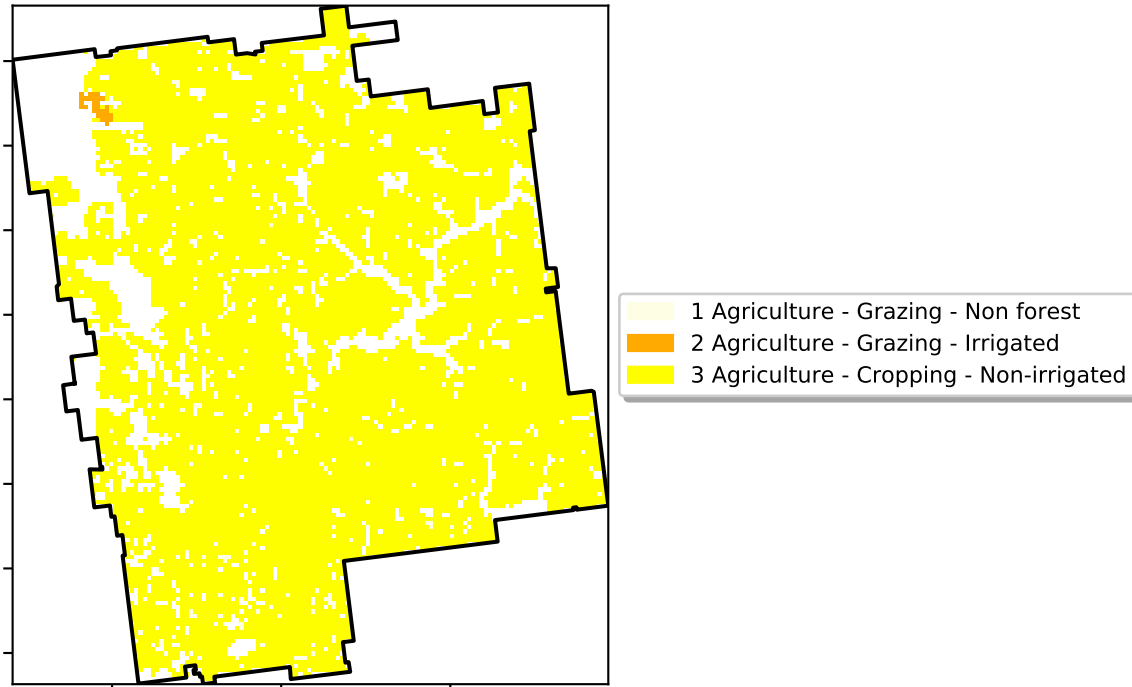 1 Agriculture - Grazing - Non forest
2 Agriculture - Grazing - Irrigated
3 Agriculture - Cropping - Non-irrigated